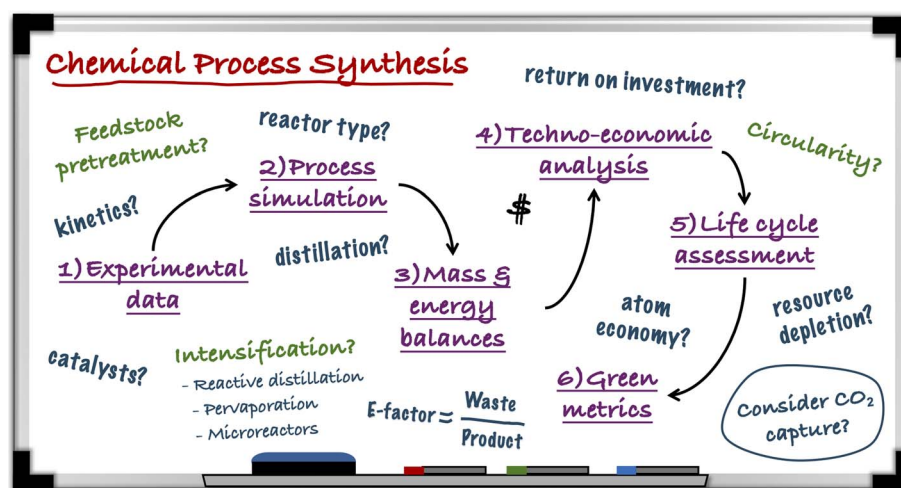 Chemical Process Synthesis
return on investment?
Feedstock
pretreatment?
reactor type?
4) Techno-economic
analysis
Circularity?
2) Process
simulation
kinetics?
$
5) Life cycle
assessment
distillation?
1) Experimental
data
3) Mass &
energy
balances
atom
economy?
resource
depletion?
catalysts?
Intensification?
- Reactive distillation
- Pervaporation
- Microreactors
6) Green
metrics
E-factor = Waste
Product
Consider CO₂
capture?